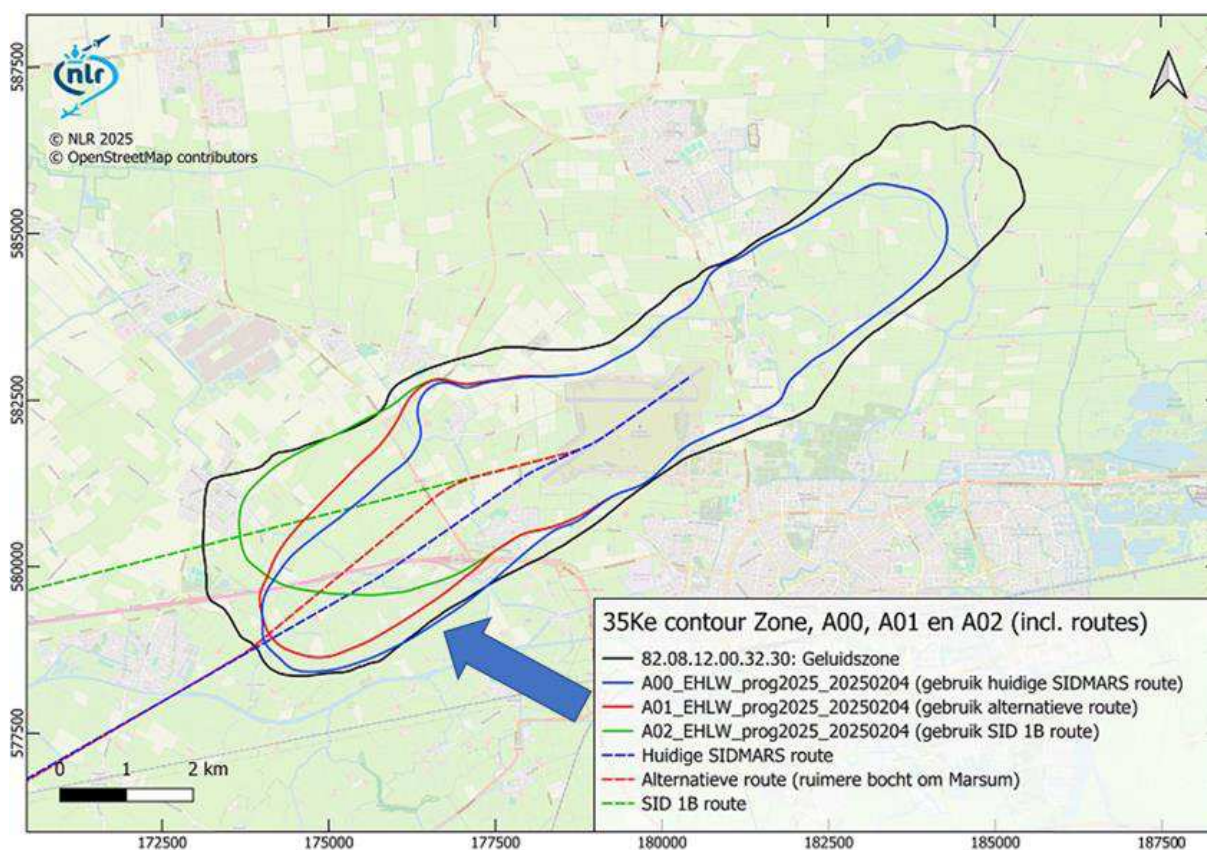 nlr
© NLR 2025
© OpenStreetMap contributors
587500
585000
582500
580000
577500
35Ke contour Zone, A00, A01 en A02 (incl. routes)
82.08.12.00.32.30: Geluidszone
A00_EHLW_prog2025_20250204 (gebruik huidige SIDMARS route)
A01_EHLW_prog2025_20250204 (gebruik alternatieve route)
A02_EHLW_prog2025_20250204 (gebruik SID 1B route)
Huidige SIDMARS route
Alternatieve route (ruimere bocht om Marsum)
SID 1B route
0 1 2 km
172500 175000 177500 180000 182500 185000 187500